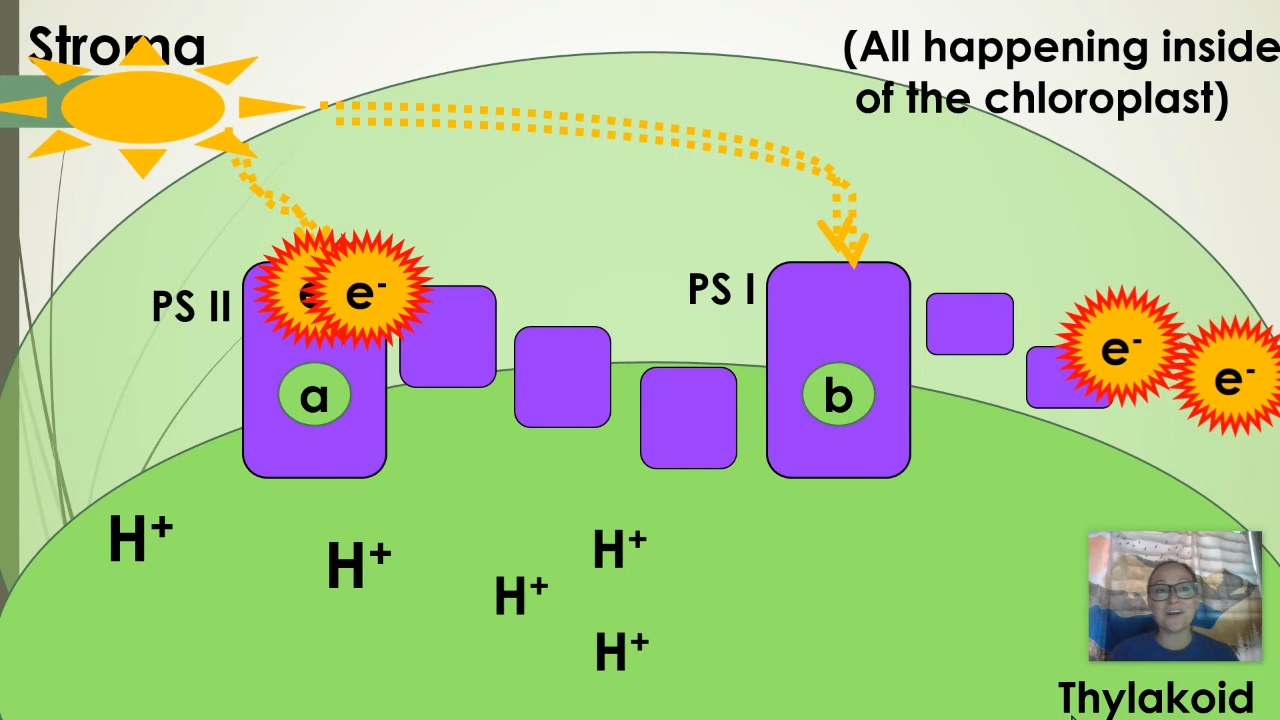 Stroma
(All happening inside
of the chloroplast)
PS II
e-
e-
PS I
e-
e-
a
b
H+
H+
H+
H+
H+
Thylakoid